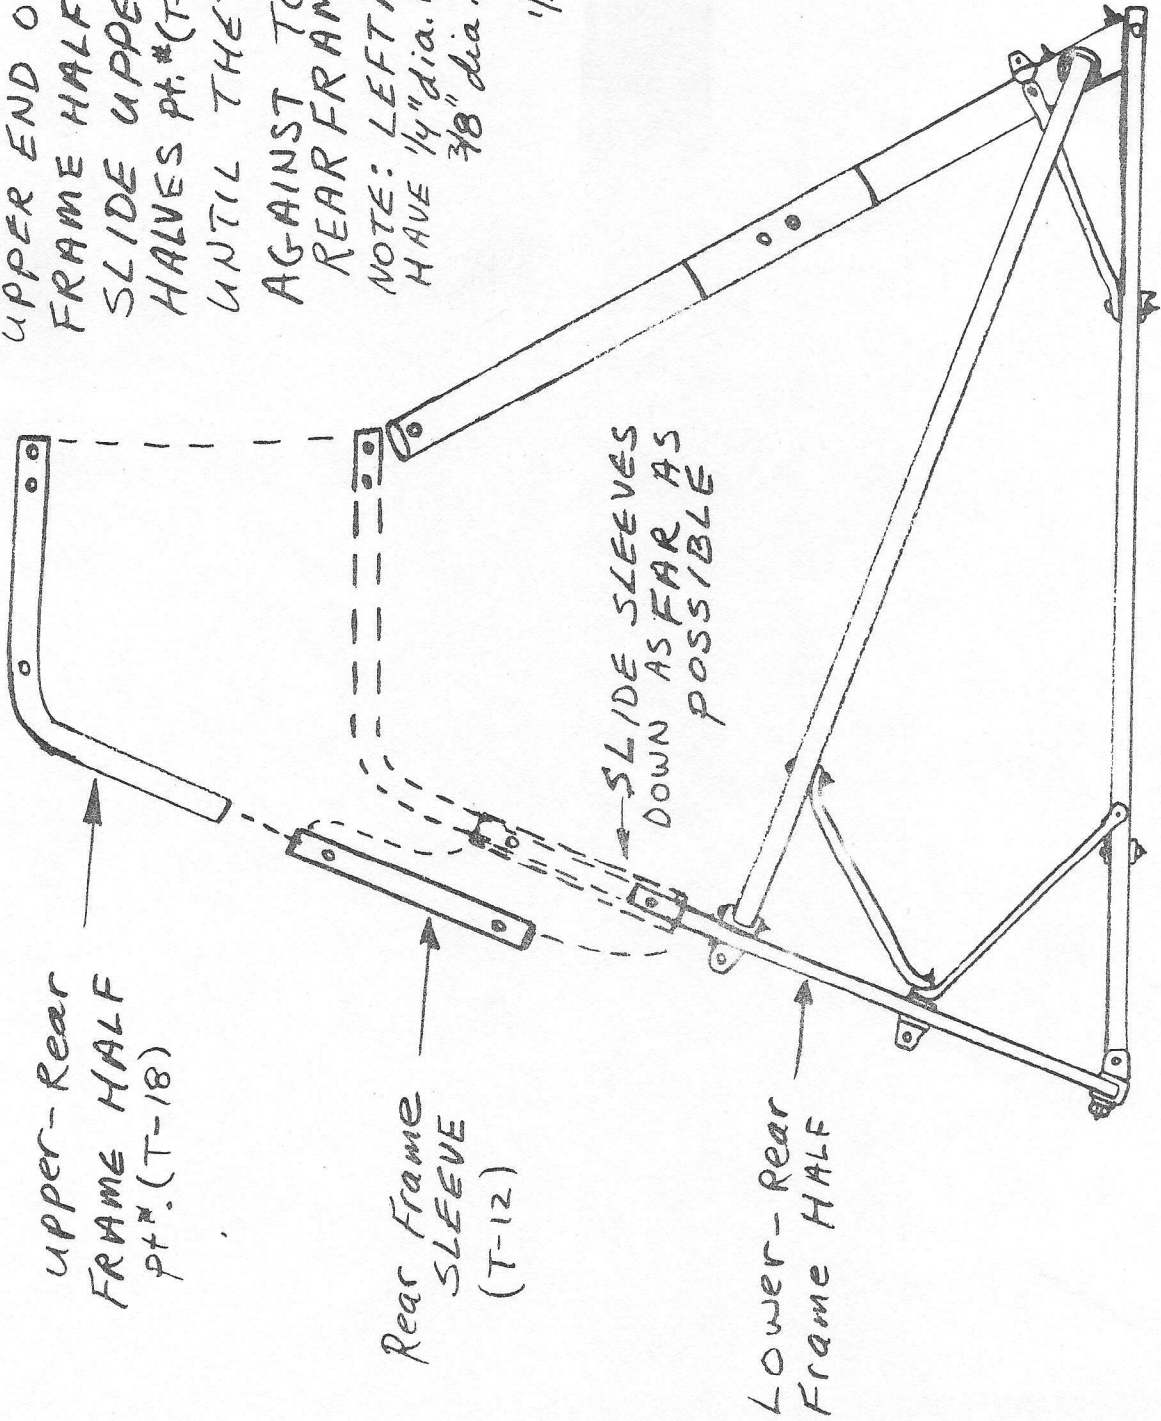 UPPER END O
FRAME HALF
SLIDE UPPE
HALVES pt.#(T-
UNTIL THE
AGAINST TO
REAR FRAM
NOTE: LEFT
HAVE 1/4" dia.
3/8" dia.
1/
SLIDE SLEEVES
DOWN AS FAR AS
POSSIBLE
UPPER-Rear
FRAME HALF
pt#.(T-18)
Rear Frame
SLEEVE
(T-12)
LOWER-Rear
Frame HALF